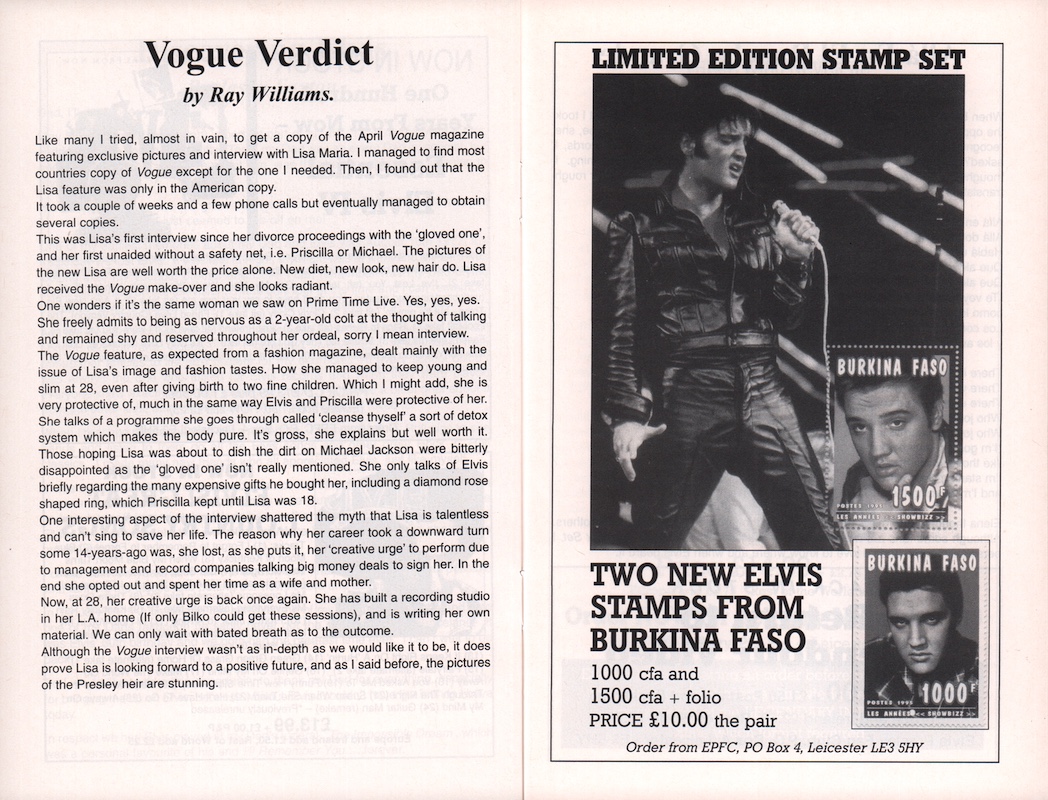 Vogue Verdict
by Ray Williams.
Like many I tried, almost in vain, to get a copy of the April Vogue magazine
featuring exclusive pictures and interview with Lisa Maria. I managed to find most
countries copy of Vogue except for the one I needed. Then, I found out that the
Lisa feature was only in the American copy.
It took a couple of weeks and a few phone calls but eventually managed to obtain
several copies.
This was Lisa's first interview since her divorce proceedings with the 'gloved one',
and her first unaided without a safety net, i.e. Priscilla or Michael. The pictures of
the new Lisa are well worth the price alone. New diet, new look, new hair do. Lisa
received the Vogue make-over and she looks radiant.
One wonders if it's the same woman we saw on Prime Time Live. Yes, yes, yes.
She freely admits to being as nervous as a 2-year-old colt at the thought of talking
and remained shy and reserved throughout her ordeal, sorry I mean interview.
The Vogue feature, as expected from a fashion magazine, dealt mainly with the
issue of Lisa's image and fashion tastes. How she managed to keep young and
slim at 28, even after giving birth to two fine children. Which I might add, she is
very protective of, much in the same way Elvis and Priscilla were protective of her.
She talks of a programme she goes through called 'cleanse thyself' a sort of detox
system which makes the body pure. It's gross, she explains but well worth it.
Those hoping Lisa was about to dish the dirt on Michael Jackson were bitterly
disappointed as the 'gloved one' isn't really mentioned. She only talks of Elvis
briefly regarding the many expensive gifts he bought her, including a diamond rose
shaped ring, which Priscilla kept until Lisa was 18.
One interesting aspect of the interview shattered the myth that Lisa is talentless
and can't sing to save her life. The reason why her career took a downward turn
some 14-years-ago was, she lost, as she puts it, her 'creative urge' to perform due
to management and record companies talking big money deals to sign her. In the
end she opted out and spent her time as a wife and mother.
Now, at 28, her creative urge is back once again. She has built a recording studio
in her L.A. home (If only Bilko could get these sessions), and is writing her own
material. We can only wait with bated breath as to the outcome.
Although the Vogue interview wasn't as in-depth as we would like it to be, it does
prove Lisa is looking forward to a positive future, and as I said before, the pictures
of the Presley heir are stunning.
LIMITED EDITION STAMP SET
BURKINA FASO
1500F
POSTES 1995
LES ANNÉES << SHOWBIZZ >>
BURKINA FASO
1000F
POSTES 1995
LES ANNÉES << SHOWBIZZ >>
TWO NEW ELVIS
STAMPS FROM
BURKINA FASO
1000 cfa and
1500 cfa + folio
PRICE £10.00 the pair
Order from EPFC, PO Box 4, Leicester LE3 5HY